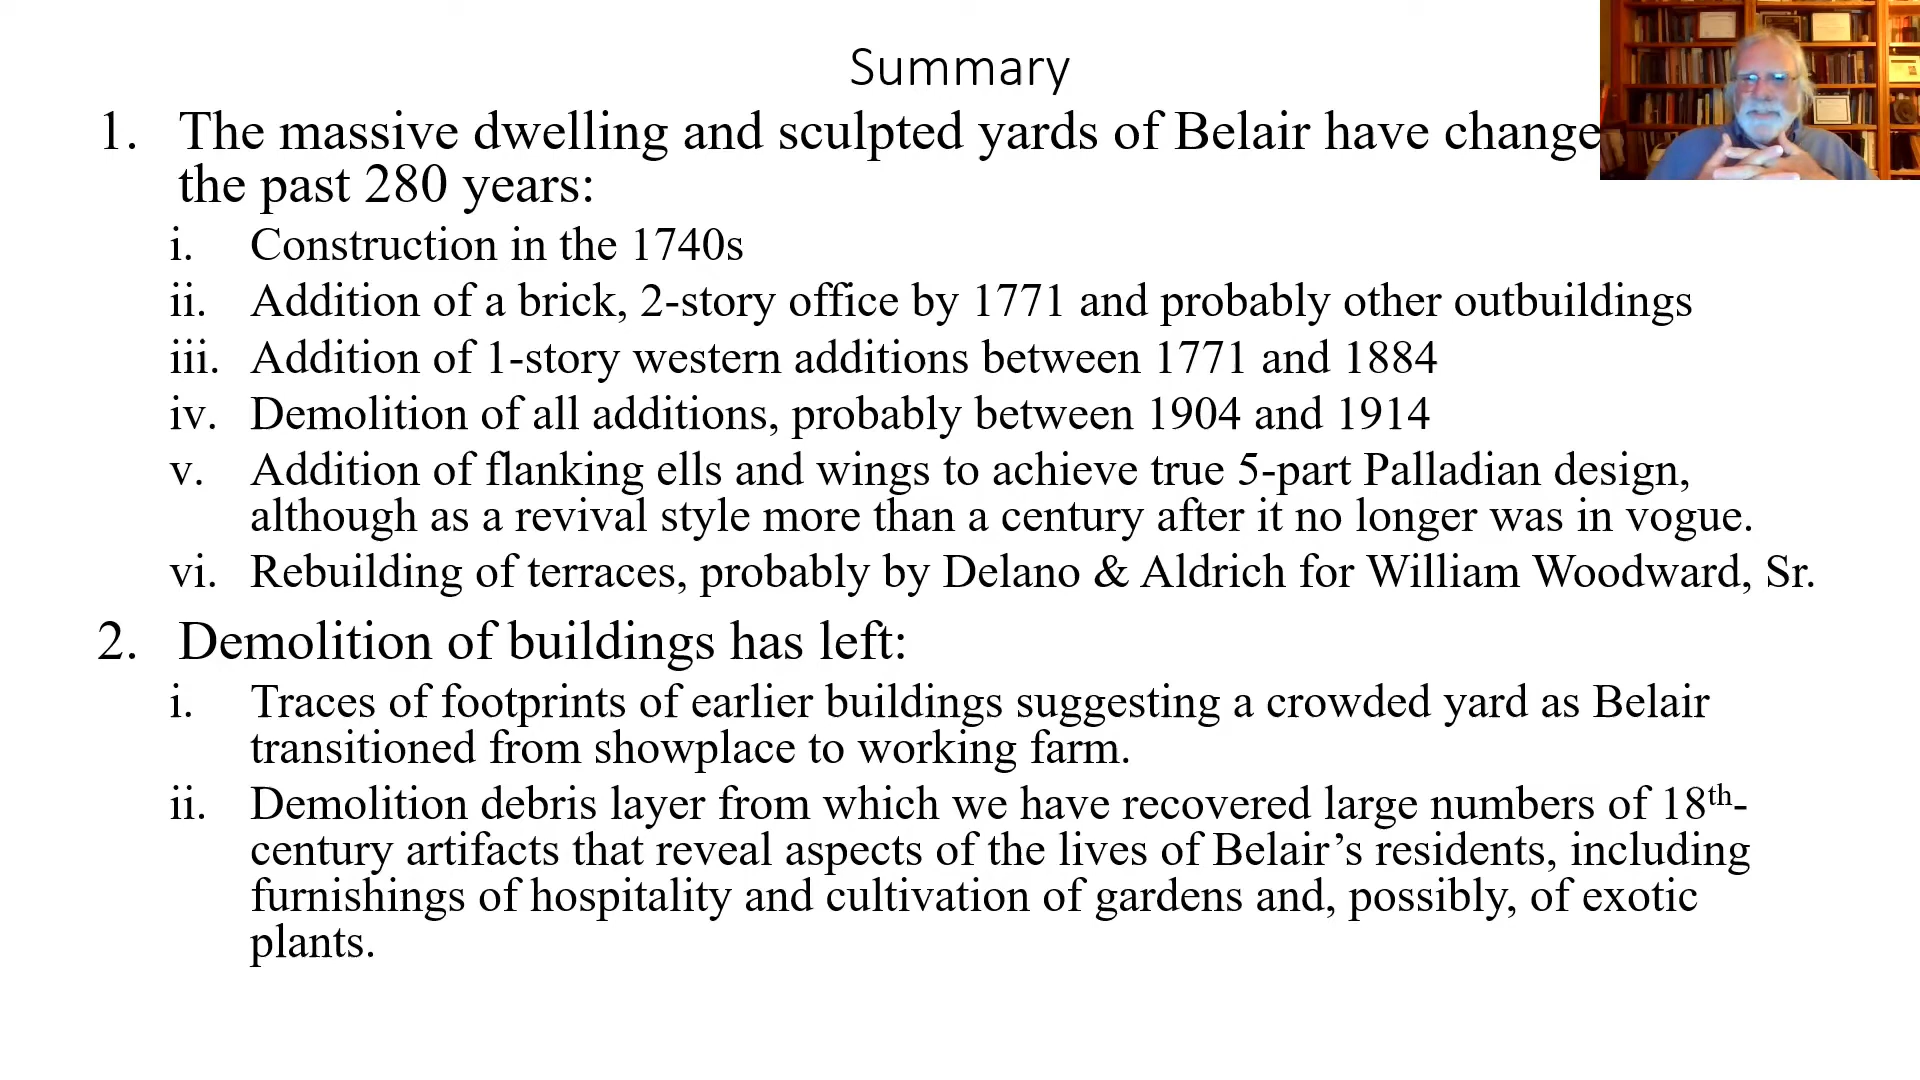 Summary
1. The massive dwelling and sculpted yards of Belair have change
the past 280 years:
i. Construction in the 1740s
ii. Addition of a brick, 2-story office by 1771 and probably other outbuildings
iii. Addition of 1-story western additions between 1771 and 1884
iv. Demolition of all additions, probably between 1904 and 1914
v. Addition of flanking ells and wings to achieve true 5-part Palladian design,
although as a revival style more than a century after it no longer was in vogue.
vi. Rebuilding of terraces, probably by Delano & Aldrich for William Woodward, Sr.
2. Demolition of buildings has left:
i. Traces of footprints of earlier buildings suggesting a crowded yard as Belair
transitioned from showplace to working farm.
ii. Demolition debris layer from which we have recovered large numbers of 18th-
century artifacts that reveal aspects of the lives of Belair’s residents, including
furnishings of hospitality and cultivation of gardens and, possibly, of exotic
plants.